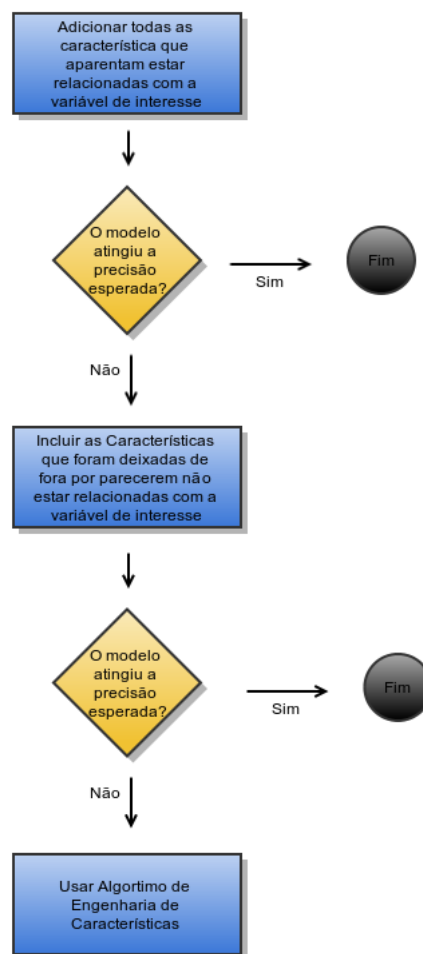 Adicionar todas as
característica que
aparentam estar
relacionadas com a
variável de interesse
O modelo
atingiu a
precisão
esperada?
Sim
Fim
Não
Incluir as Características
que foram deixadas de
fora por parecerem não
estar relacionadas com a
variável de interesse
O modelo
atingiu a
precisão
esperada?
Sim
Fim
Não
Usar Algortimo de
Engenharia de
Características